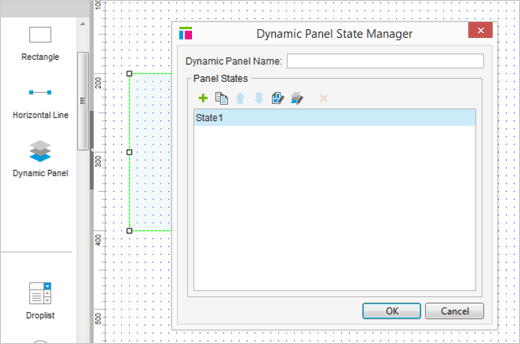 Rectangle
Horizontal Line
Dynamic Panel
Droplist
100
200
300
400
500
Dynamic Panel State Manager
Dynamic Panel Name:
Panel States
State1
OK
Cancel